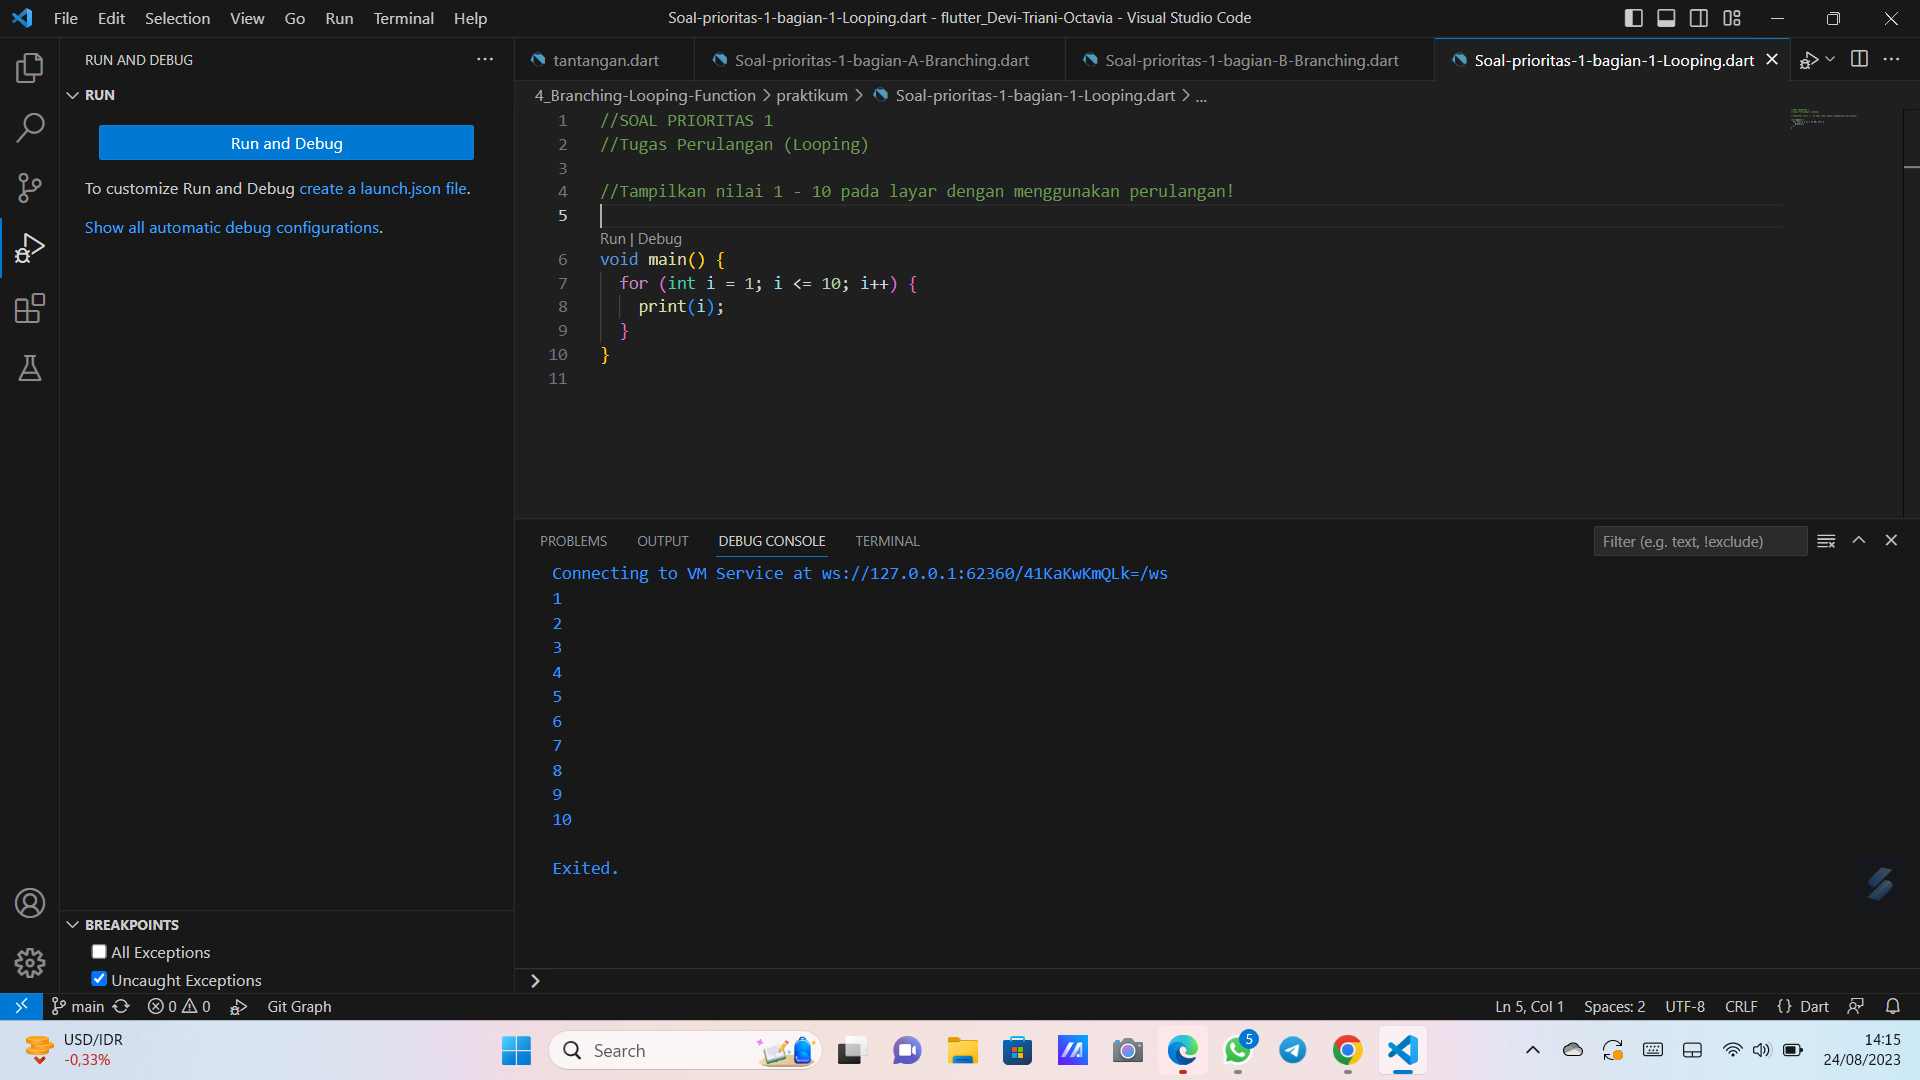 File Edit Selection View Go Run Terminal Help
Soal-prioritas-1-bagian-1-Looping.dart - flutter_Devi-Triani-Octavia - Visual Studio Code
RUN AND DEBUG
RUN
Run and Debug
To customize Run and Debug create a launch.json file.
Show all automatic debug configurations.
tantangan.dart
Soal-prioritas-1-bagian-A-Branching.dart
Soal-prioritas-1-bagian-B-Branching.dart
Soal-prioritas-1-bagian-1-Looping.dart
4_Branching-Looping-Function > praktikum > Soal-prioritas-1-bagian-1-Looping.dart > ...
1 //SOAL PRIORITAS 1
2 //Tugas Perulangan (Looping)
3
4 //Tampilkan nilai 1 - 10 pada layar dengan menggunakan perulangan!
5
Run | Debug
6 void main() {
7 for (int i = 1; i <= 10; i++) {
8 print(i);
9 }
10 }
11
PROBLEMS OUTPUT DEBUG CONSOLE TERMINAL
Filter (e.g. text, !exclude)
Connecting to VM Service at ws://127.0.0.1:62360/41KaKwKmQLk=/ws
1
2
3
4
5
6
7
8
9
10
Exited.
BREAKPOINTS
All Exceptions
Uncaught Exceptions
main 0 0 Git Graph
Ln 5, Col 1 Spaces: 2 UTF-8 CRLF {} Dart
USD/IDR
-0,33%
Search
5
14:15
24/08/2023